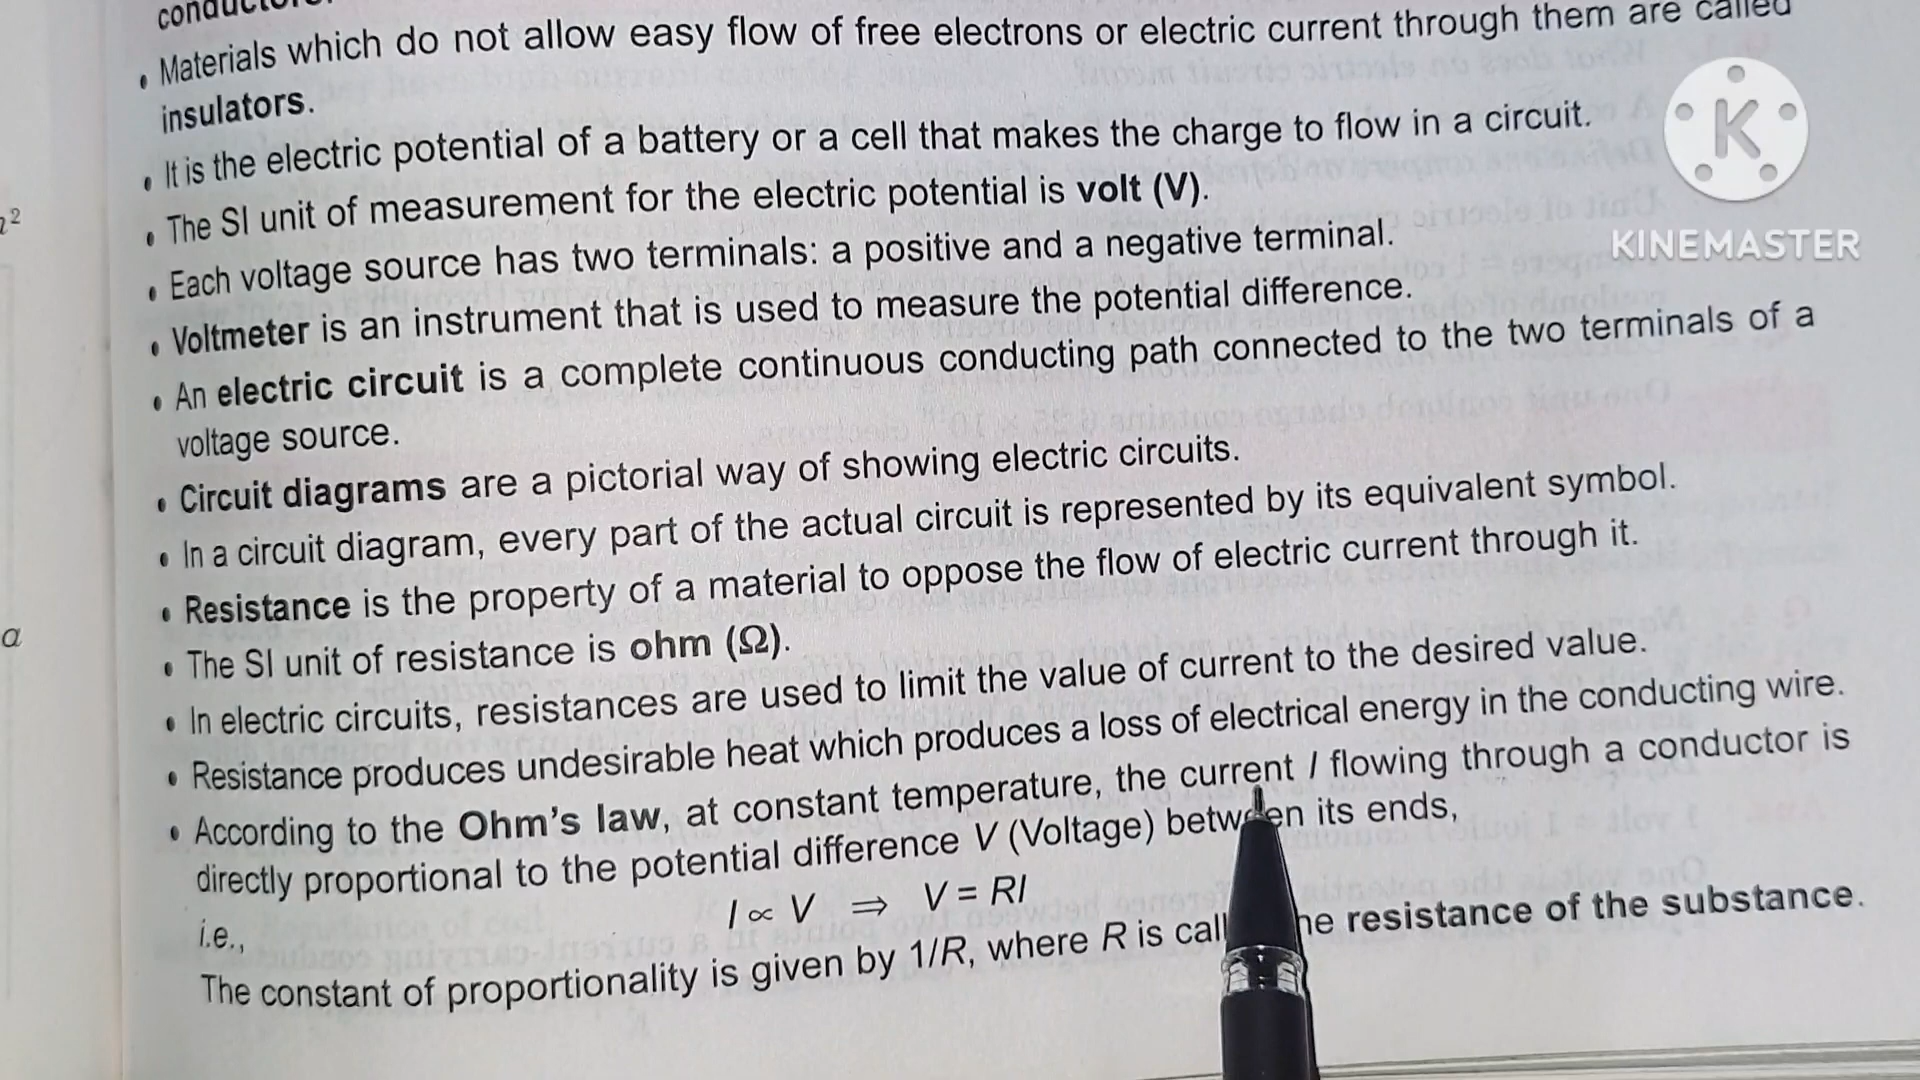 conductors.
• Materials which do not allow easy flow of free electrons or electric current through them are called
insulators.
• It is the electric potential of a battery or a cell that makes the charge to flow in a circuit.
• The SI unit of measurement for the electric potential is volt (V).
• Each voltage source has two terminals: a positive and a negative terminal.
• Voltmeter is an instrument that is used to measure the potential difference.
• An electric circuit is a complete continuous conducting path connected to the two terminals of a
voltage source.
• Circuit diagrams are a pictorial way of showing electric circuits.
• In a circuit diagram, every part of the actual circuit is represented by its equivalent symbol.
• Resistance is the property of a material to oppose the flow of electric current through it.
• The SI unit of resistance is ohm (Ω).
• In electric circuits, resistances are used to limit the value of current to the desired value.
• Resistance produces undesirable heat which produces a loss of electrical energy in the conducting wire.
• According to the Ohm's law, at constant temperature, the current I flowing through a conductor is
directly proportional to the potential difference V (Voltage) between its ends,
i.e., I ∝ V ⇒ V = RI
The constant of proportionality is given by 1/R, where R is call he resistance of the substance.
K
KINEMASTER
a